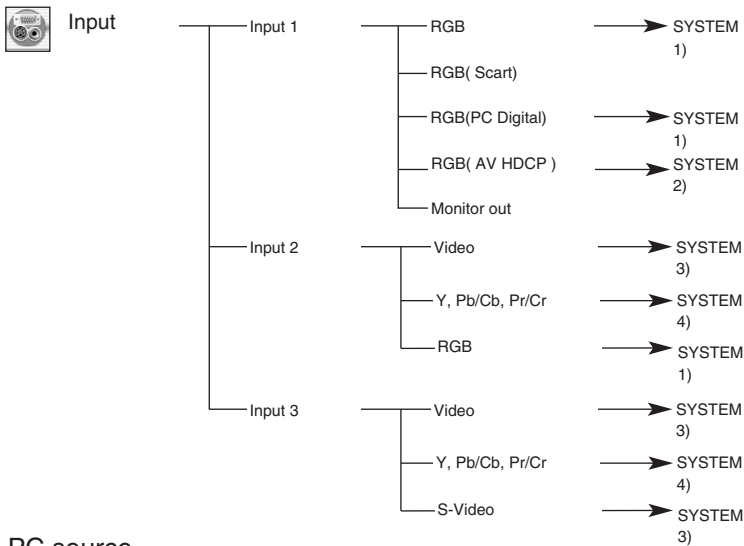 Input
Input 1
RGB
SYSTEM
1)
RGB( Scart)
RGB(PC Digital)
SYSTEM
1)
RGB( AV HDCP )
SYSTEM
2)
Monitor out
Input 2
Video
SYSTEM
3)
Y, Pb/Cb, Pr/Cr
SYSTEM
4)
RGB
SYSTEM
1)
Input 3
Video
SYSTEM
3)
Y, Pb/Cb, Pr/Cr
SYSTEM
4)
S-Video
SYSTEM
3)
PC source